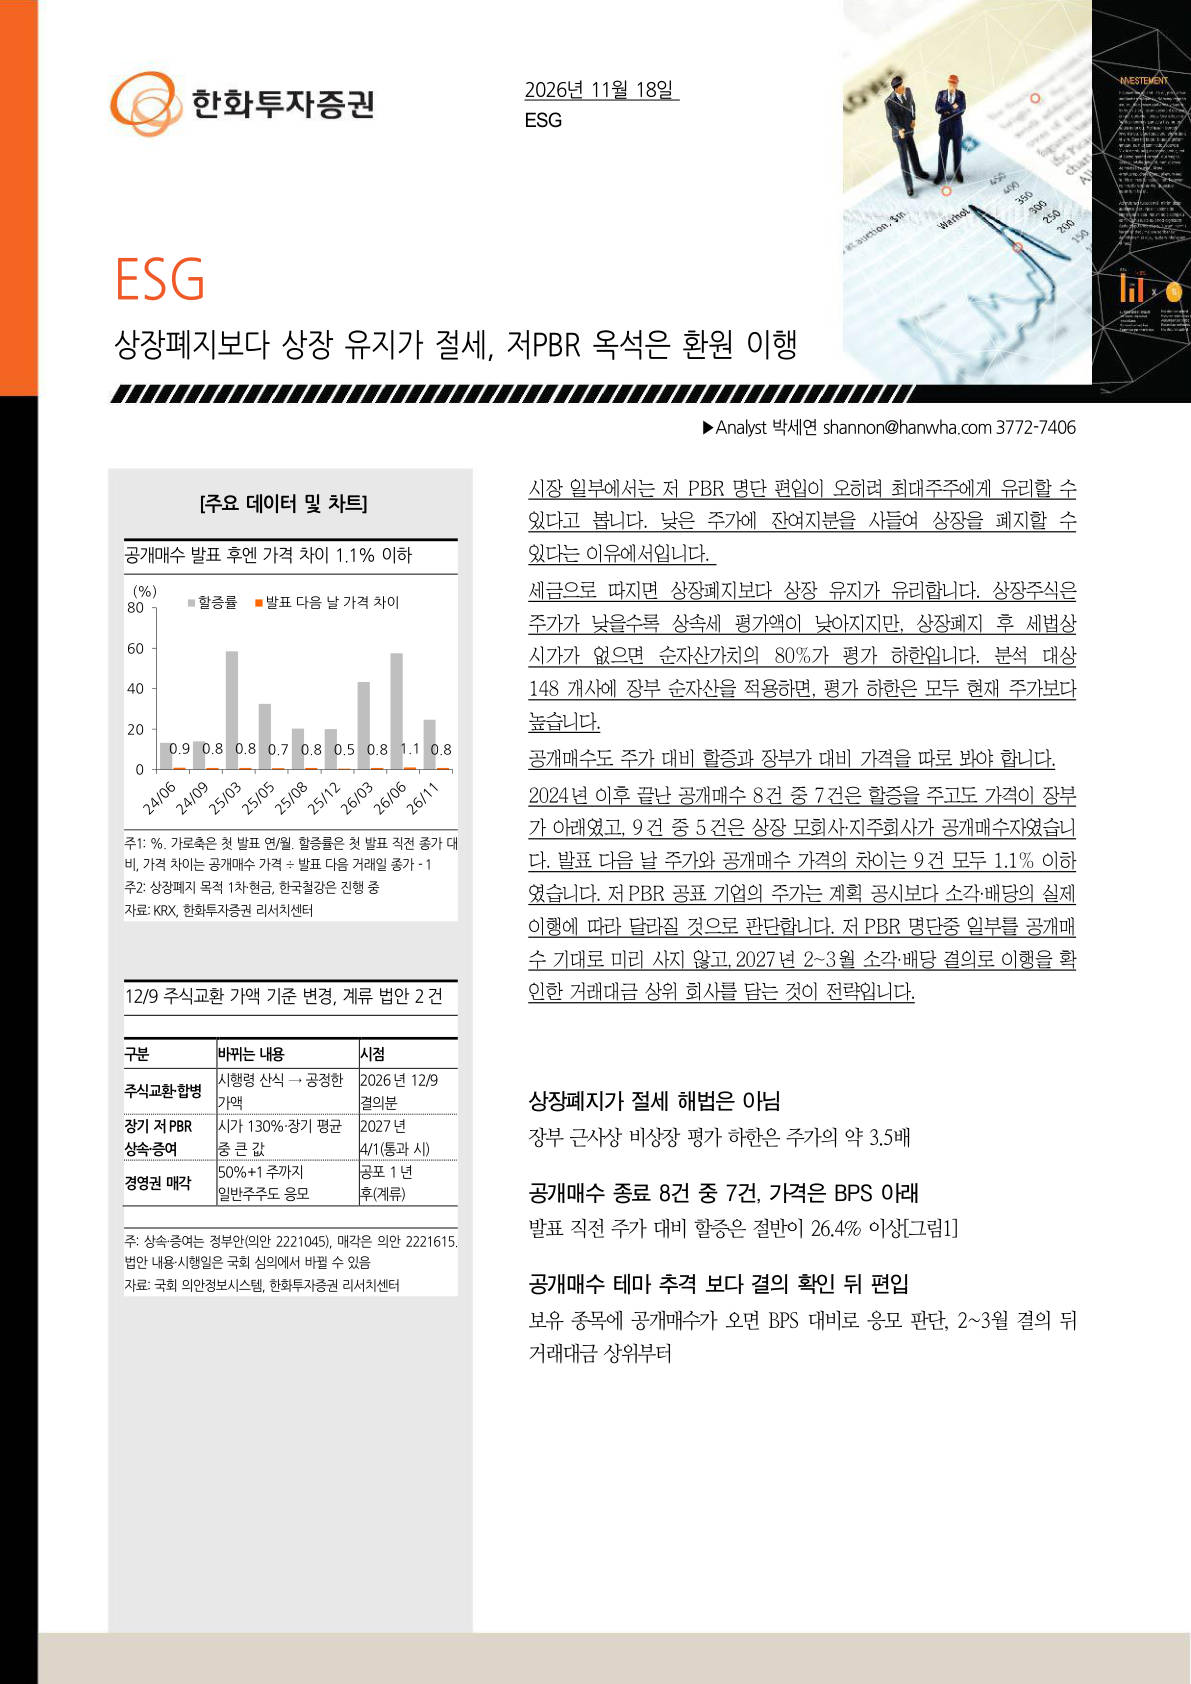 한화투자증권
2026년 11월 18일
ESG
INVESTEMENT
Warhol
450
400
350
300
250
200
150
ESG
상장폐지보다 상장 유지가 절세, 저PBR 옥석은 환원 이행
▶Analyst 박세연 shannon@hanwha.com 3772-7406
[주요 데이터 및 차트]
공개매수 발표 후엔 가격 차이 1.1% 이하
(%)
할증률 발표 다음 날 가격 차이
80
60
40
20
0
0.9 0.8 0.8 0.7 0.8 0.5 0.8 1.1 0.8
24/06 24/09 25/03 25/05 25/08 25/12 26/03 26/06 26/11
주1: %. 가로축은 첫 발표 연/월. 할증률은 첫 발표 직전 종가 대
비, 가격 차이는 공개매수 가격 ÷ 발표 다음 거래일 종가 - 1
주2: 상장폐지 목적 1차·현금, 한국철강은 진행 중
자료: KRX, 한화투자증권 리서치센터
12/9 주식교환 가액 기준 변경, 계류 법안 2 건
구분 바뀌는 내용 시점
주식교환·합병 시행령 산식 → 공정한 2026 년 12/9
가액 결의분
장기 저 PBR 시가 130%·장기 평균 2027 년
상속·증여 중 큰 값 4/1(통과 시)
경영권 매각 50%+1 주까지 공포 1 년
일반주주도 응모 후(계류)
주: 상속·증여는 정부안(의안 2221045), 매각은 의안 2221615.
법안 내용·시행일은 국회 심의에서 바뀔 수 있음
자료: 국회 의안정보시스템, 한화투자증권 리서치센터
시장 일부에서는 저 PBR 명단 편입이 오히려 최대주주에게 유리할 수
있다고 봅니다. 낮은 주가에 잔여지분을 사들여 상장을 폐지할 수
있다는 이유에서입니다.
세금으로 따지면 상장폐지보다 상장 유지가 유리합니다. 상장주식은
주가가 낮을수록 상속세 평가액이 낮아지지만, 상장폐지 후 세법상
시가가 없으면 순자산가치의 80%가 평가 하한입니다. 분석 대상
148 개사에 장부 순자산을 적용하면, 평가 하한은 모두 현재 주가보다
높습니다.
공개매수도 주가 대비 할증과 장부가 대비 가격을 따로 봐야 합니다.
2024 년 이후 끝난 공개매수 8 건 중 7 건은 할증을 주고도 가격이 장부
가 아래였고, 9 건 중 5 건은 상장 모회사·지주회사가 공개매수자였습니
다. 발표 다음 날 주가와 공개매수 가격의 차이는 9 건 모두 1.1% 이하
였습니다. 저 PBR 공표 기업의 주가는 계획 공시보다 소각·배당의 실제
이행에 따라 달라질 것으로 판단합니다. 저 PBR 명단중 일부를 공개매
수 기대로 미리 사지 않고, 2027 년 2~3 월 소각·배당 결의로 이행을 확
인한 거래대금 상위 회사를 담는 것이 전략입니다.
상장폐지가 절세 해법은 아님
장부 근사상 비상장 평가 하한은 주가의 약 3.5배
공개매수 종료 8건 중 7건, 가격은 BPS 아래
발표 직전 주가 대비 할증은 절반이 26.4% 이상[그림1]
공개매수 테마 추격 보다 결의 확인 뒤 편입
보유 종목에 공개매수가 오면 BPS 대비로 응모 판단, 2~3월 결의 뒤
거래대금 상위부터